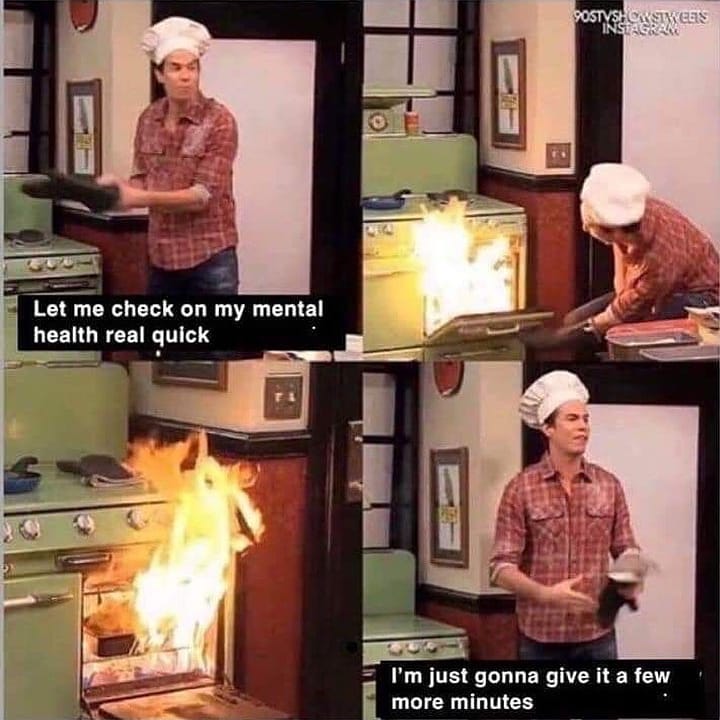 90STVSHOWSTWEETS
INSTAGRAM
Let me check on my mental
health real quick
I'm just gonna give it a few
more minutes